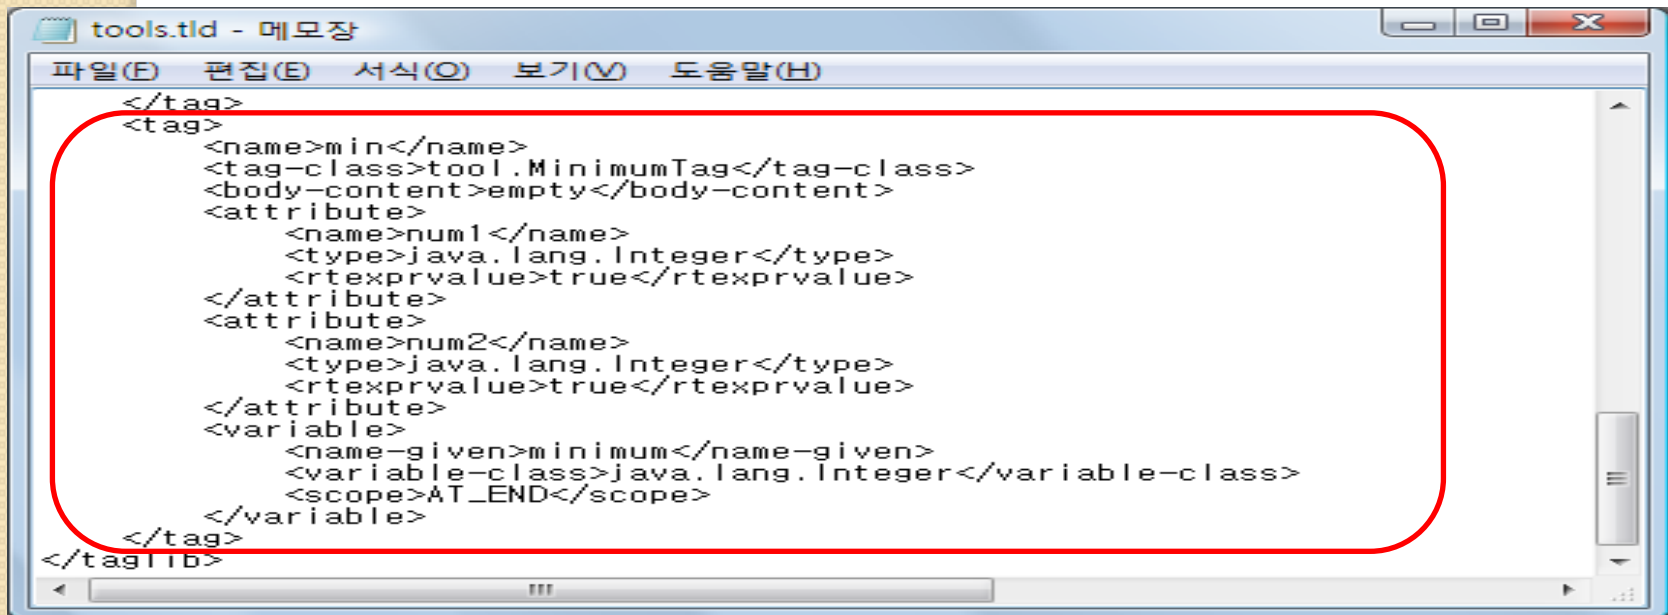 tools.tld - 메모장
파일(F) 편집(E) 서식(O) 보기(V) 도움말(H)
</tag>
<tag>
<name>min</name>
<tag-class>tool.MinimumTag</tag-class>
<body-content>empty</body-content>
<attribute>
<name>num1</name>
<type>java.lang.Integer</type>
<rtexprvalue>true</rtexprvalue>
</attribute>
<attribute>
<name>num2</name>
<type>java.lang.Integer</type>
<rtexprvalue>true</rtexprvalue>
</attribute>
<variable>
<name-given>minimum</name-given>
<variable-class>java.lang.Integer</variable-class>
<scope>AT_END</scope>
</variable>
</tag>
</taglib>